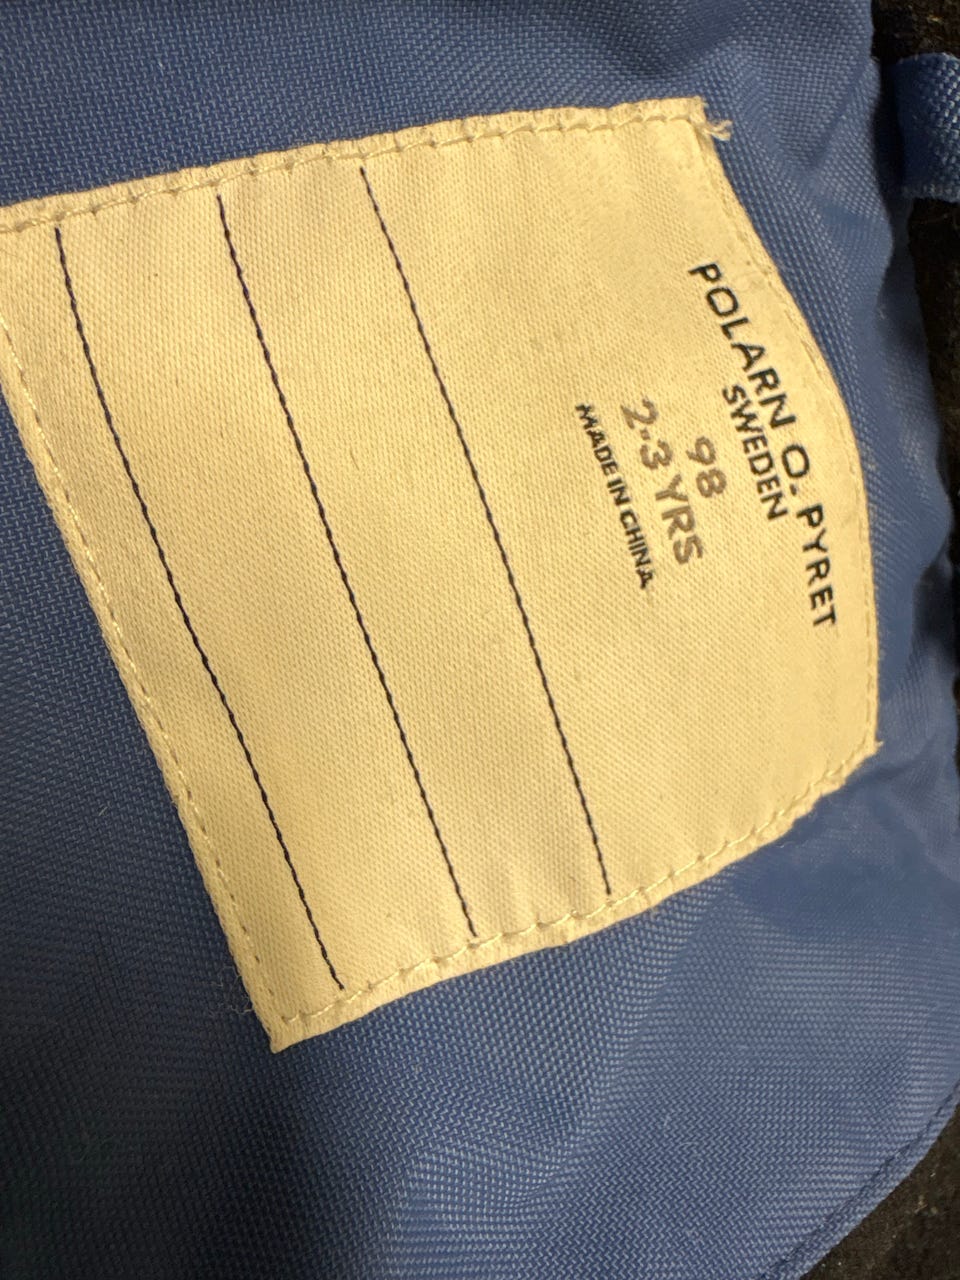 POLARN O. PYRET
SWEDEN
98
2-3 YRS
MADE IN CHINA